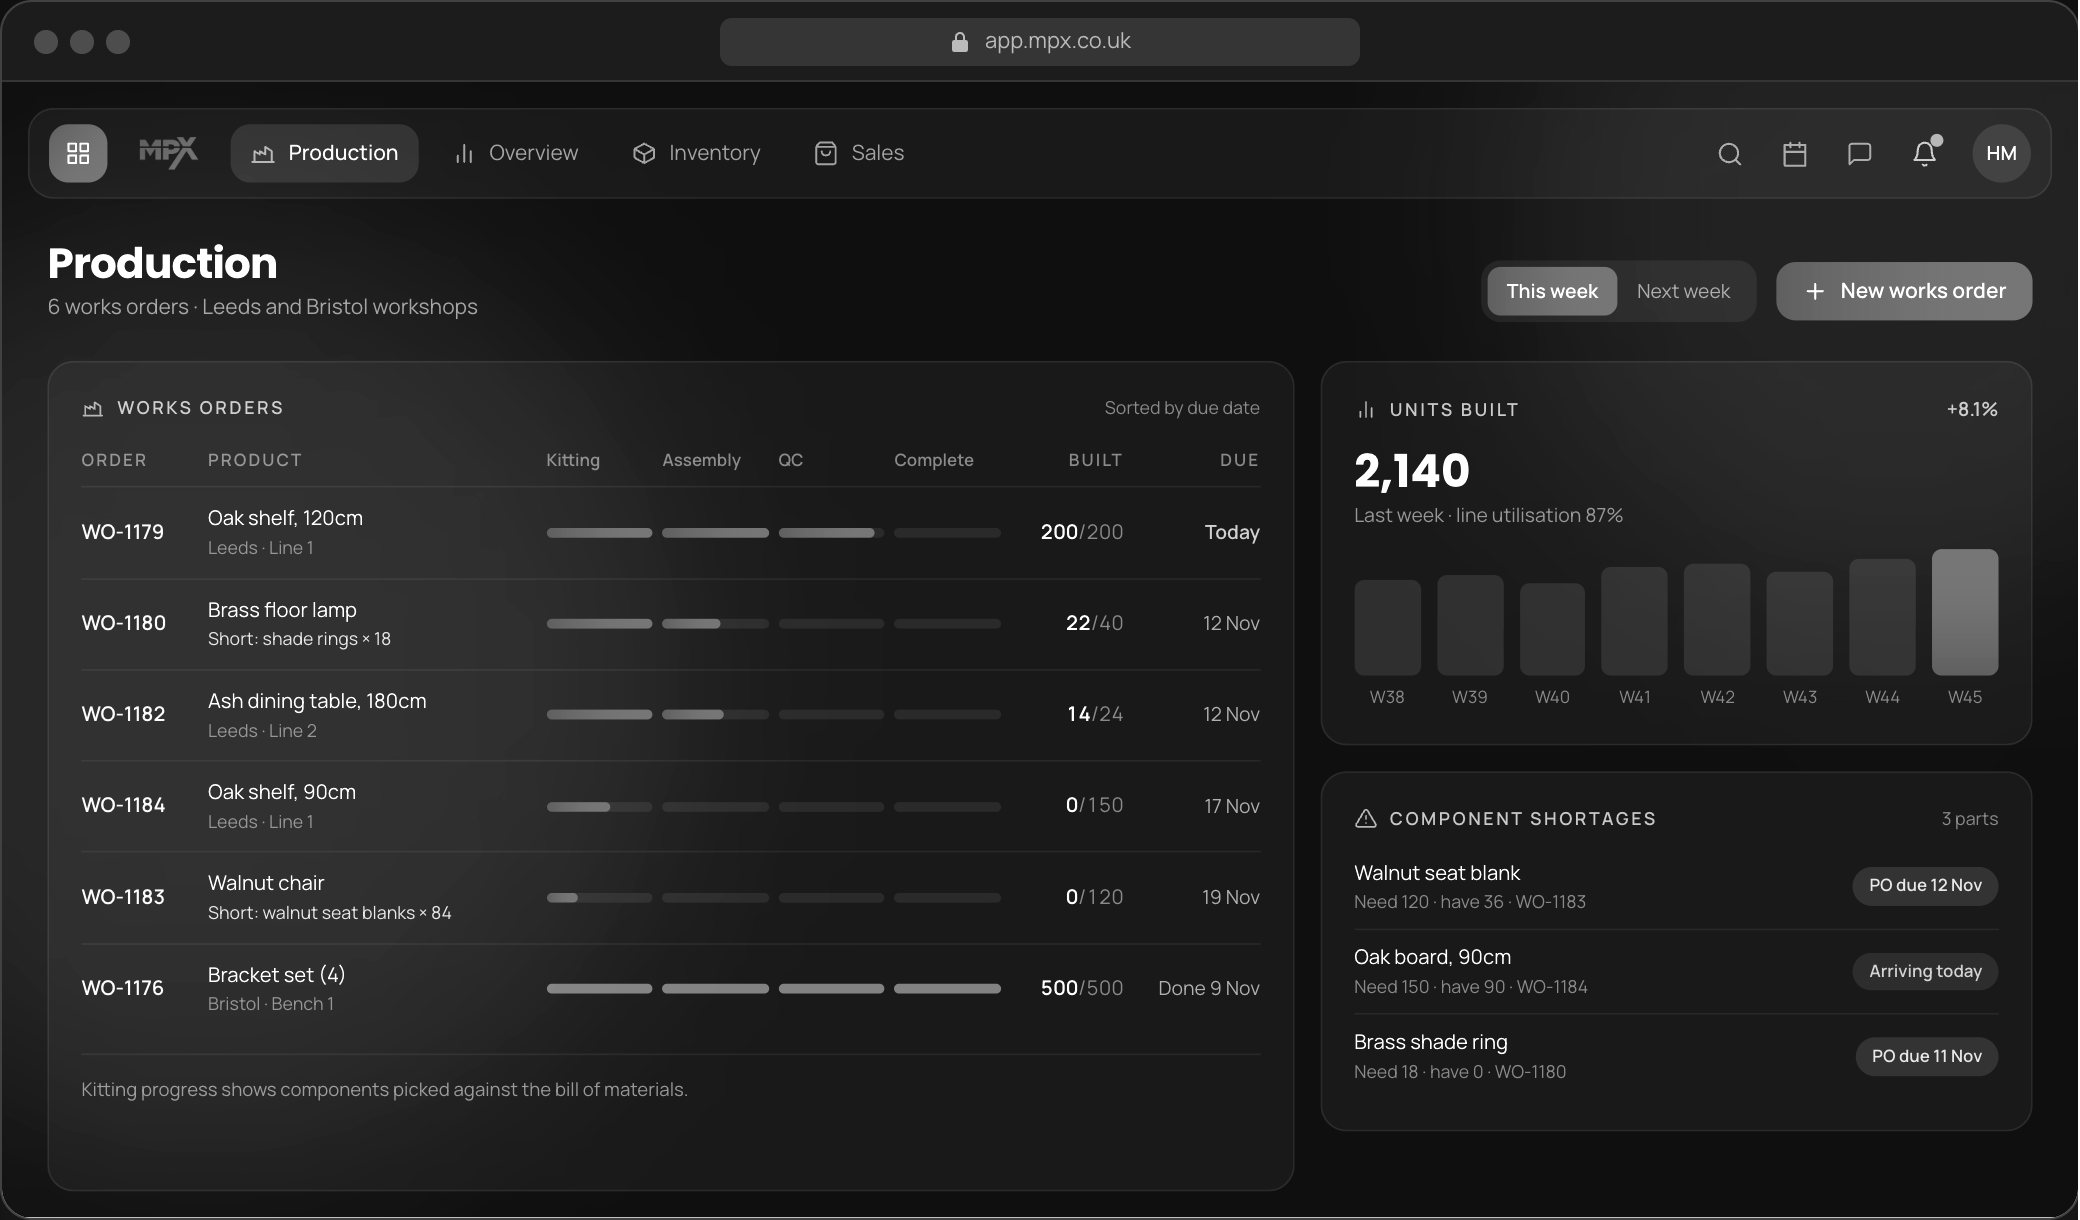 app.mpx.co.uk
MPX
Production
Overview
Inventory
Sales
HM
Production
6 works orders · Leeds and Bristol workshops
This week
Next week
+ New works order
WORKS ORDERS
Sorted by due date
ORDER PRODUCT Kitting Assembly QC Complete BUILT DUE
WO-1179 Oak shelf, 120cm 200/200 Today
Leeds · Line 1
WO-1180 Brass floor lamp 22/40 12 Nov
Short: shade rings × 18
WO-1182 Ash dining table, 180cm 14/24 12 Nov
Leeds · Line 2
WO-1184 Oak shelf, 90cm 0/150 17 Nov
Leeds · Line 1
WO-1183 Walnut chair 0/120 19 Nov
Short: walnut seat blanks × 84
WO-1176 Bracket set (4) 500/500 Done 9 Nov
Bristol · Bench 1
Kitting progress shows components picked against the bill of materials.
UNITS BUILT +8.1%
2,140
Last week · line utilisation 87%
W38 W39 W40 W41 W42 W43 W44 W45
COMPONENT SHORTAGES 3 parts
Walnut seat blank
Need 120 · have 36 · WO-1183
PO due 12 Nov
Oak board, 90cm
Need 150 · have 90 · WO-1184
Arriving today
Brass shade ring
Need 18 · have 0 · WO-1180
PO due 11 Nov